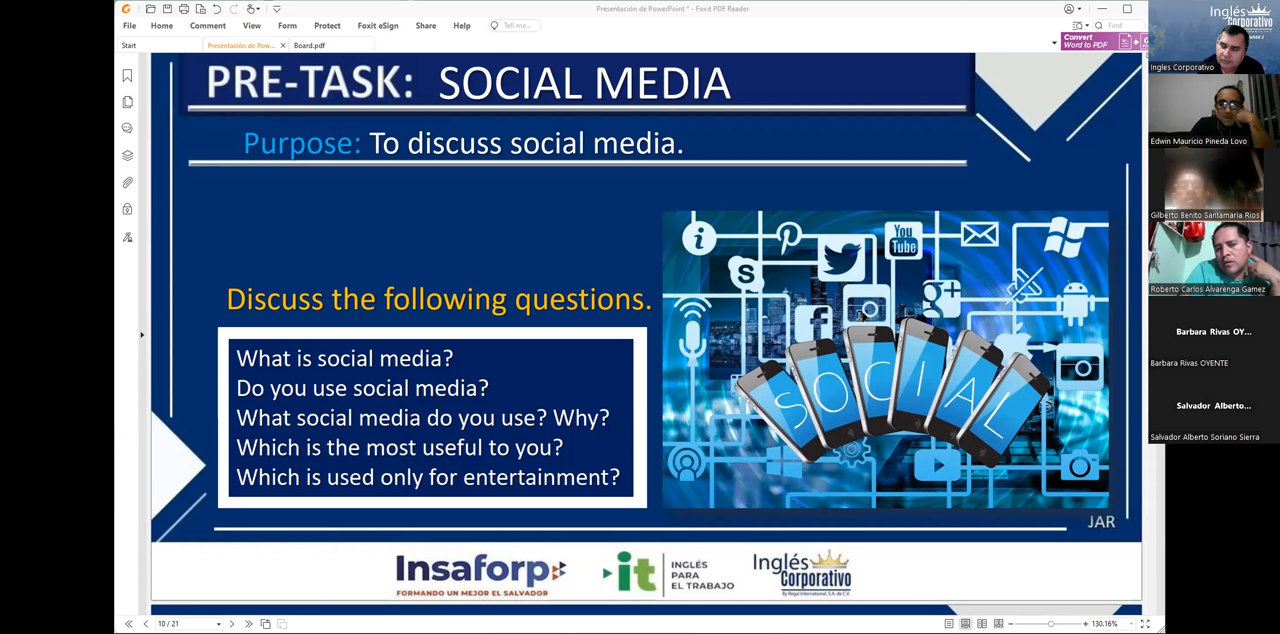 Presentación de PowerPoint * - Foxit PDF Reader
File Home Comment View Form Protect Foxit eSign Share Help Tell me... Find
Start Presentación de Pow... Board.pdf
Convert
Word to PDF
PRE-TASK: SOCIAL MEDIA
Purpose: To discuss social media.
Discuss the following questions.
What is social media?
Do you use social media?
What social media do you use? Why?
Which is the most useful to you?
Which is used only for entertainment?
You
Tube
SOCIAL
JAR
Insaforp
FORMANDO UN MEJOR EL SALVADOR
it
INGLÉS
PARA
EL TRABAJO
Inglés
Corporativo
10 / 21
130.16%
Inglés
Corporativo
Ingles Corporativo
Edwin Mauricio Pineda Lovo
Gilberto Benito Santamaria Rios
Roberto Carlos Alvarenga Gamez
Barbara Rivas OY...
Barbara Rivas OYENTE
Salvador Alberto...
Salvador Alberto Soriano Sierra